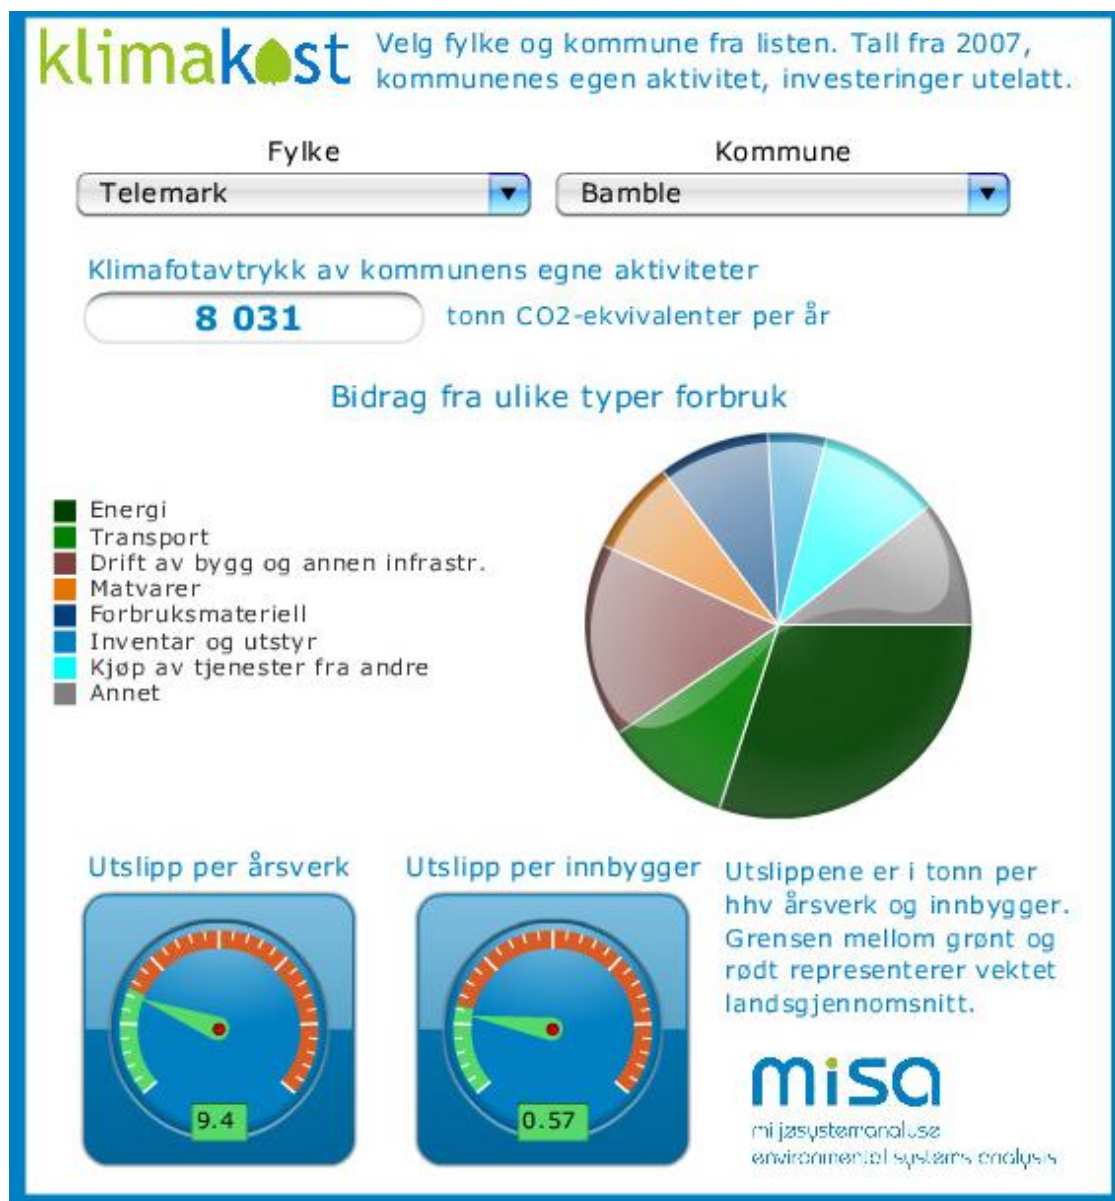 klimakost
Velg fylke og kommune fra listen. Tall fra 2007,
kommunenes egen aktivitet, investeringer utelatt.
Fylke
Kommune
Telemark
Bamble
Klimafotavtrykk av kommunens egne aktiviteter
8 031
tonn CO2-ekvivalenter per år
Bidrag fra ulike typer forbruk
Energi
Transport
Drift av bygg og annen infrastr.
Matvarer
Forbruksmateriell
Inventar og utstyr
Kjøp av tjenester fra andre
Annet
Utslipp per årsverk
9.4
Utslipp per innbygger
0.57
Utslippene er i tonn per
hhv årsverk og innbygger.
Grensen mellom grønt og
rødt representerer vektet
landsgjennomsnitt.
misa
miljøsystemanalyse
environmental systems analysis